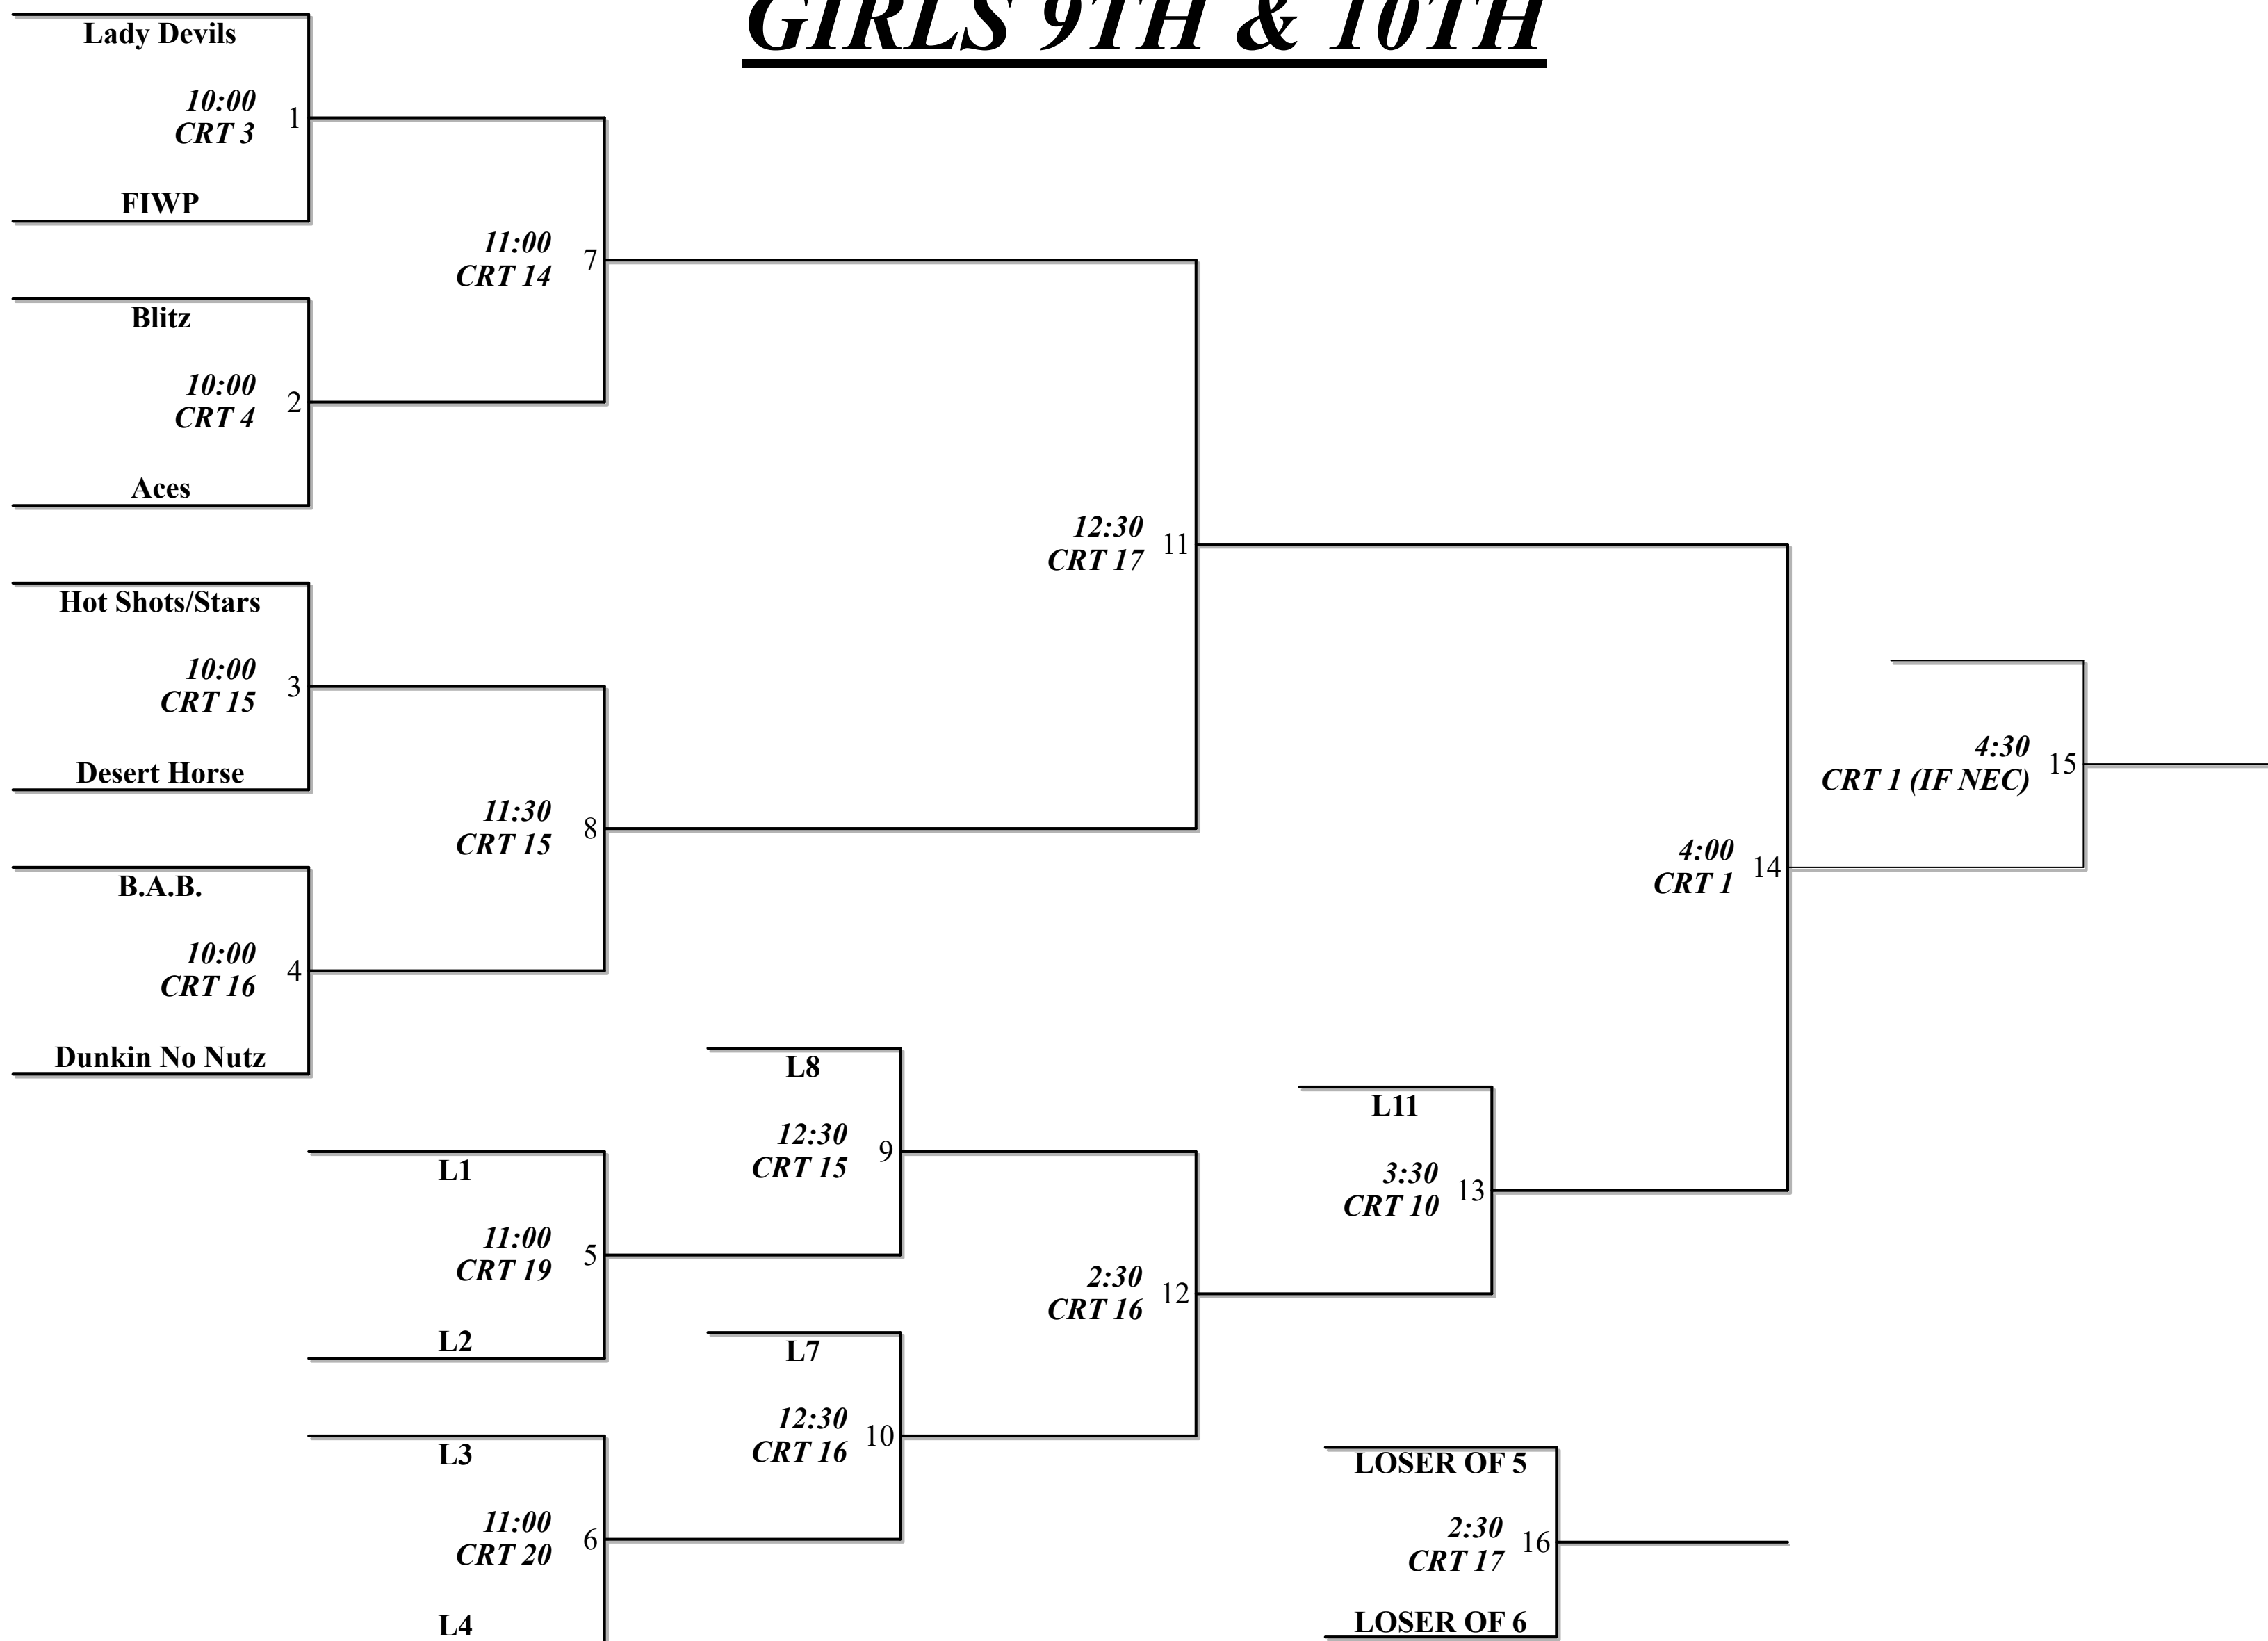 GIRLS 9TH & 10TH
Lady Devils
10:00
CRT 3
1
FIWP
11:00
CRT 14
7
Blitz
10:00
CRT 4
2
Aces
12:30
CRT 17
11
Hot Shots/Stars
10:00
CRT 15
3
Desert Horse
4:30
CRT 1 (IF NEC)
15
11:30
CRT 15
8
4:00
CRT 1
14
B.A.B.
10:00
CRT 16
4
Dunkin No Nutz
L8
12:30
CRT 15
9
L11
3:30
CRT 10
13
L1
11:00
CRT 19
5
L2
2:30
CRT 16
12
L7
12:30
CRT 16
10
L3
11:00
CRT 20
6
L4
LOSER OF 5
2:30
CRT 17
16
LOSER OF 6